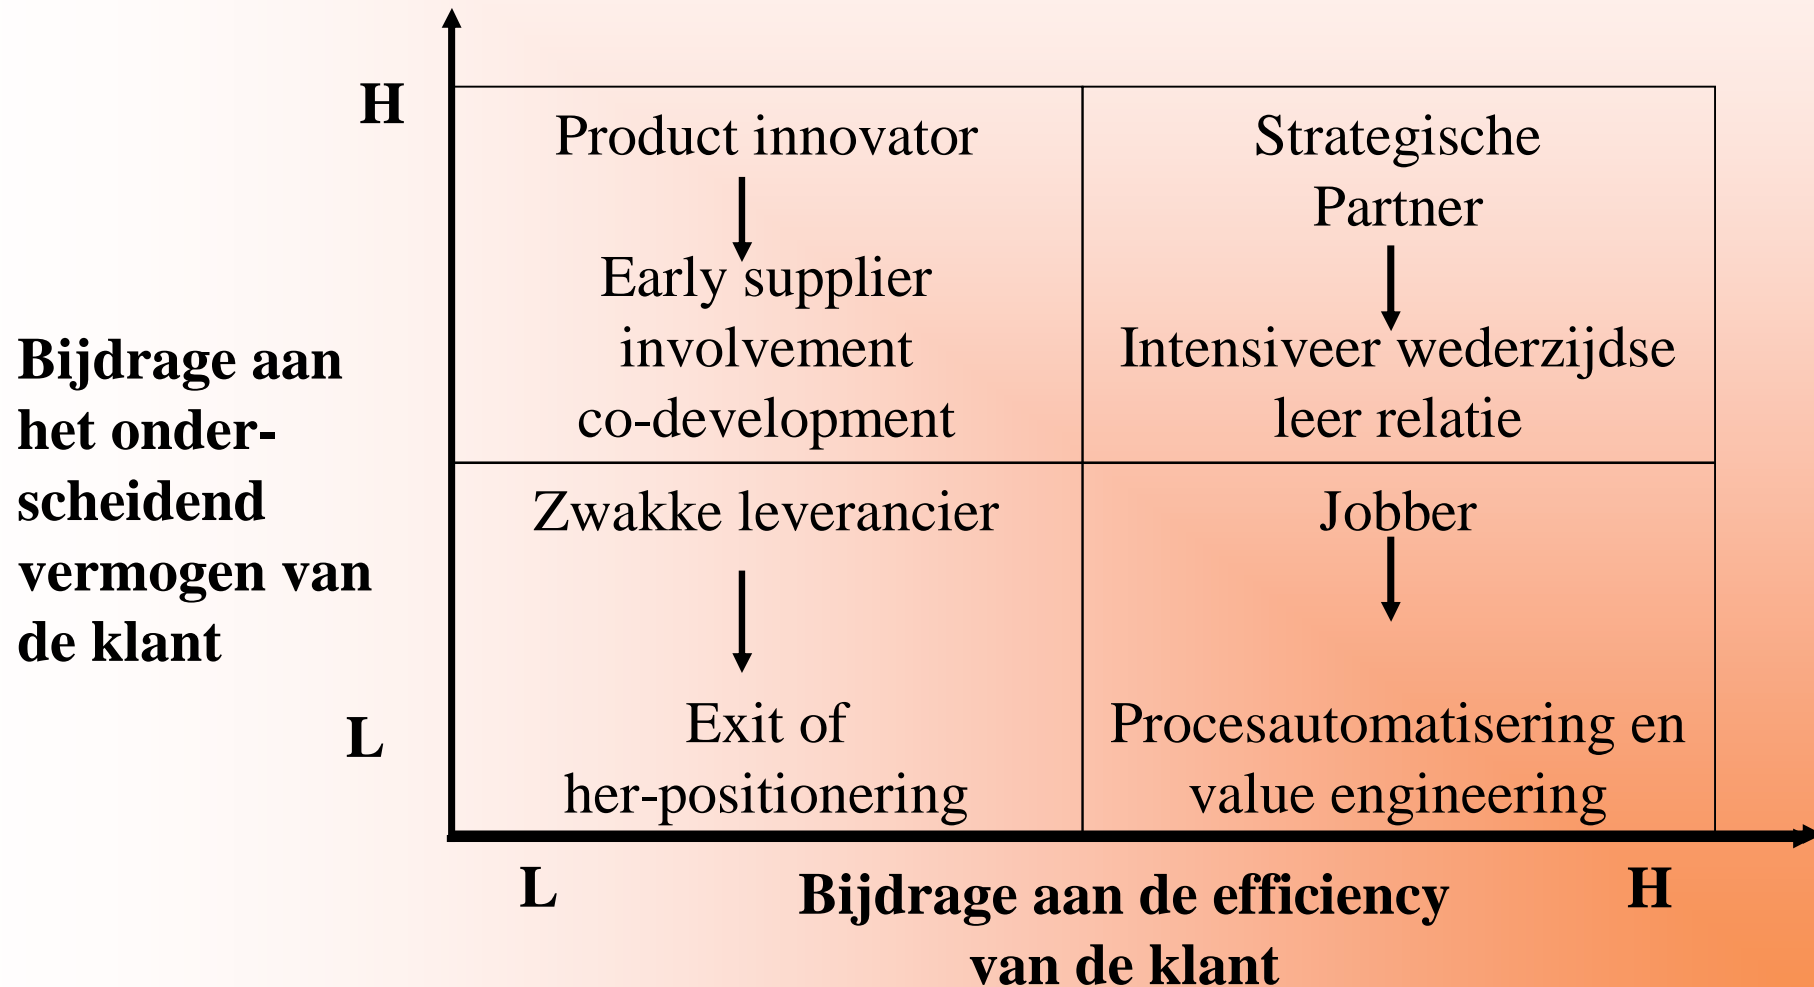 H
Product innovator
Early supplier
involvement
co-development
Strategische
Partner
Intensiveer wederzijdse
leer relatie
Bijdrage aan
het onder-
scheidend
vermogen van
de klant
Zwakke leverancier
Exit of
her-positionering
Jobber
Procesautomatisering en
value engineering
L
L
Bijdrage aan de efficiency
van de klant
H